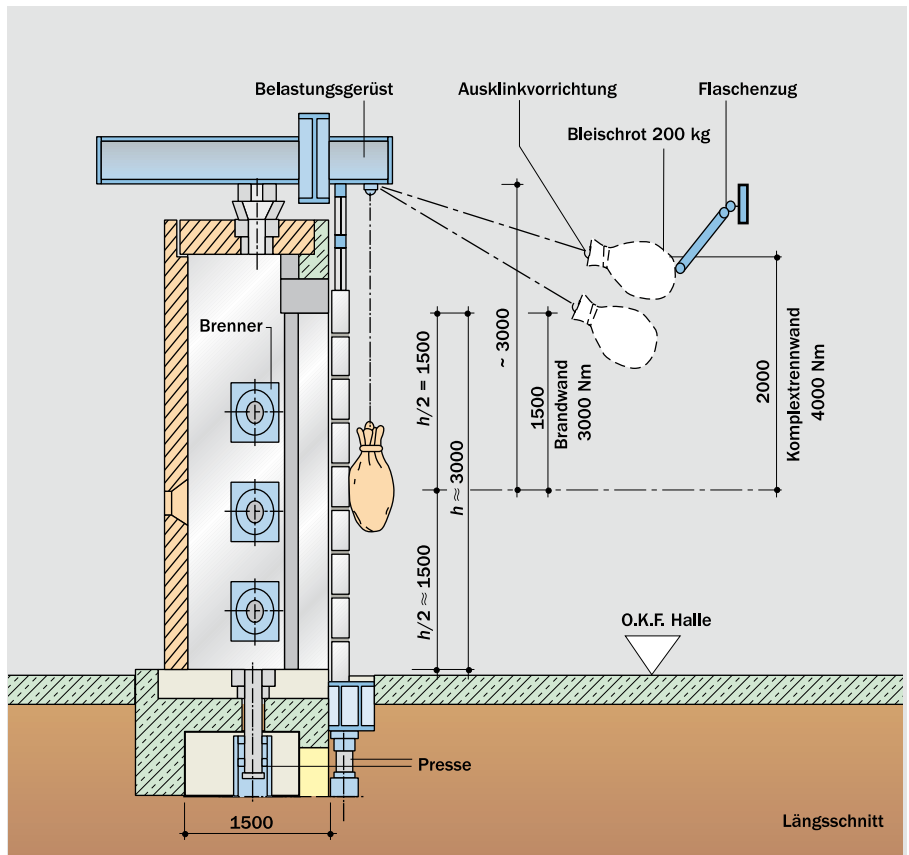 Belastungsgerüst
Ausklinkvorrichtung
Flaschenzug
Bleischrot 200 kg
Brenner
h/2 = 1500
h ≈ 3000
~ 3000
1500
Brandwand
3000 Nm
2000
Komplextrennwand
4000 Nm
h/2 ≈ 1500
O.K.F. Halle
Presse
1500
Längsschnitt